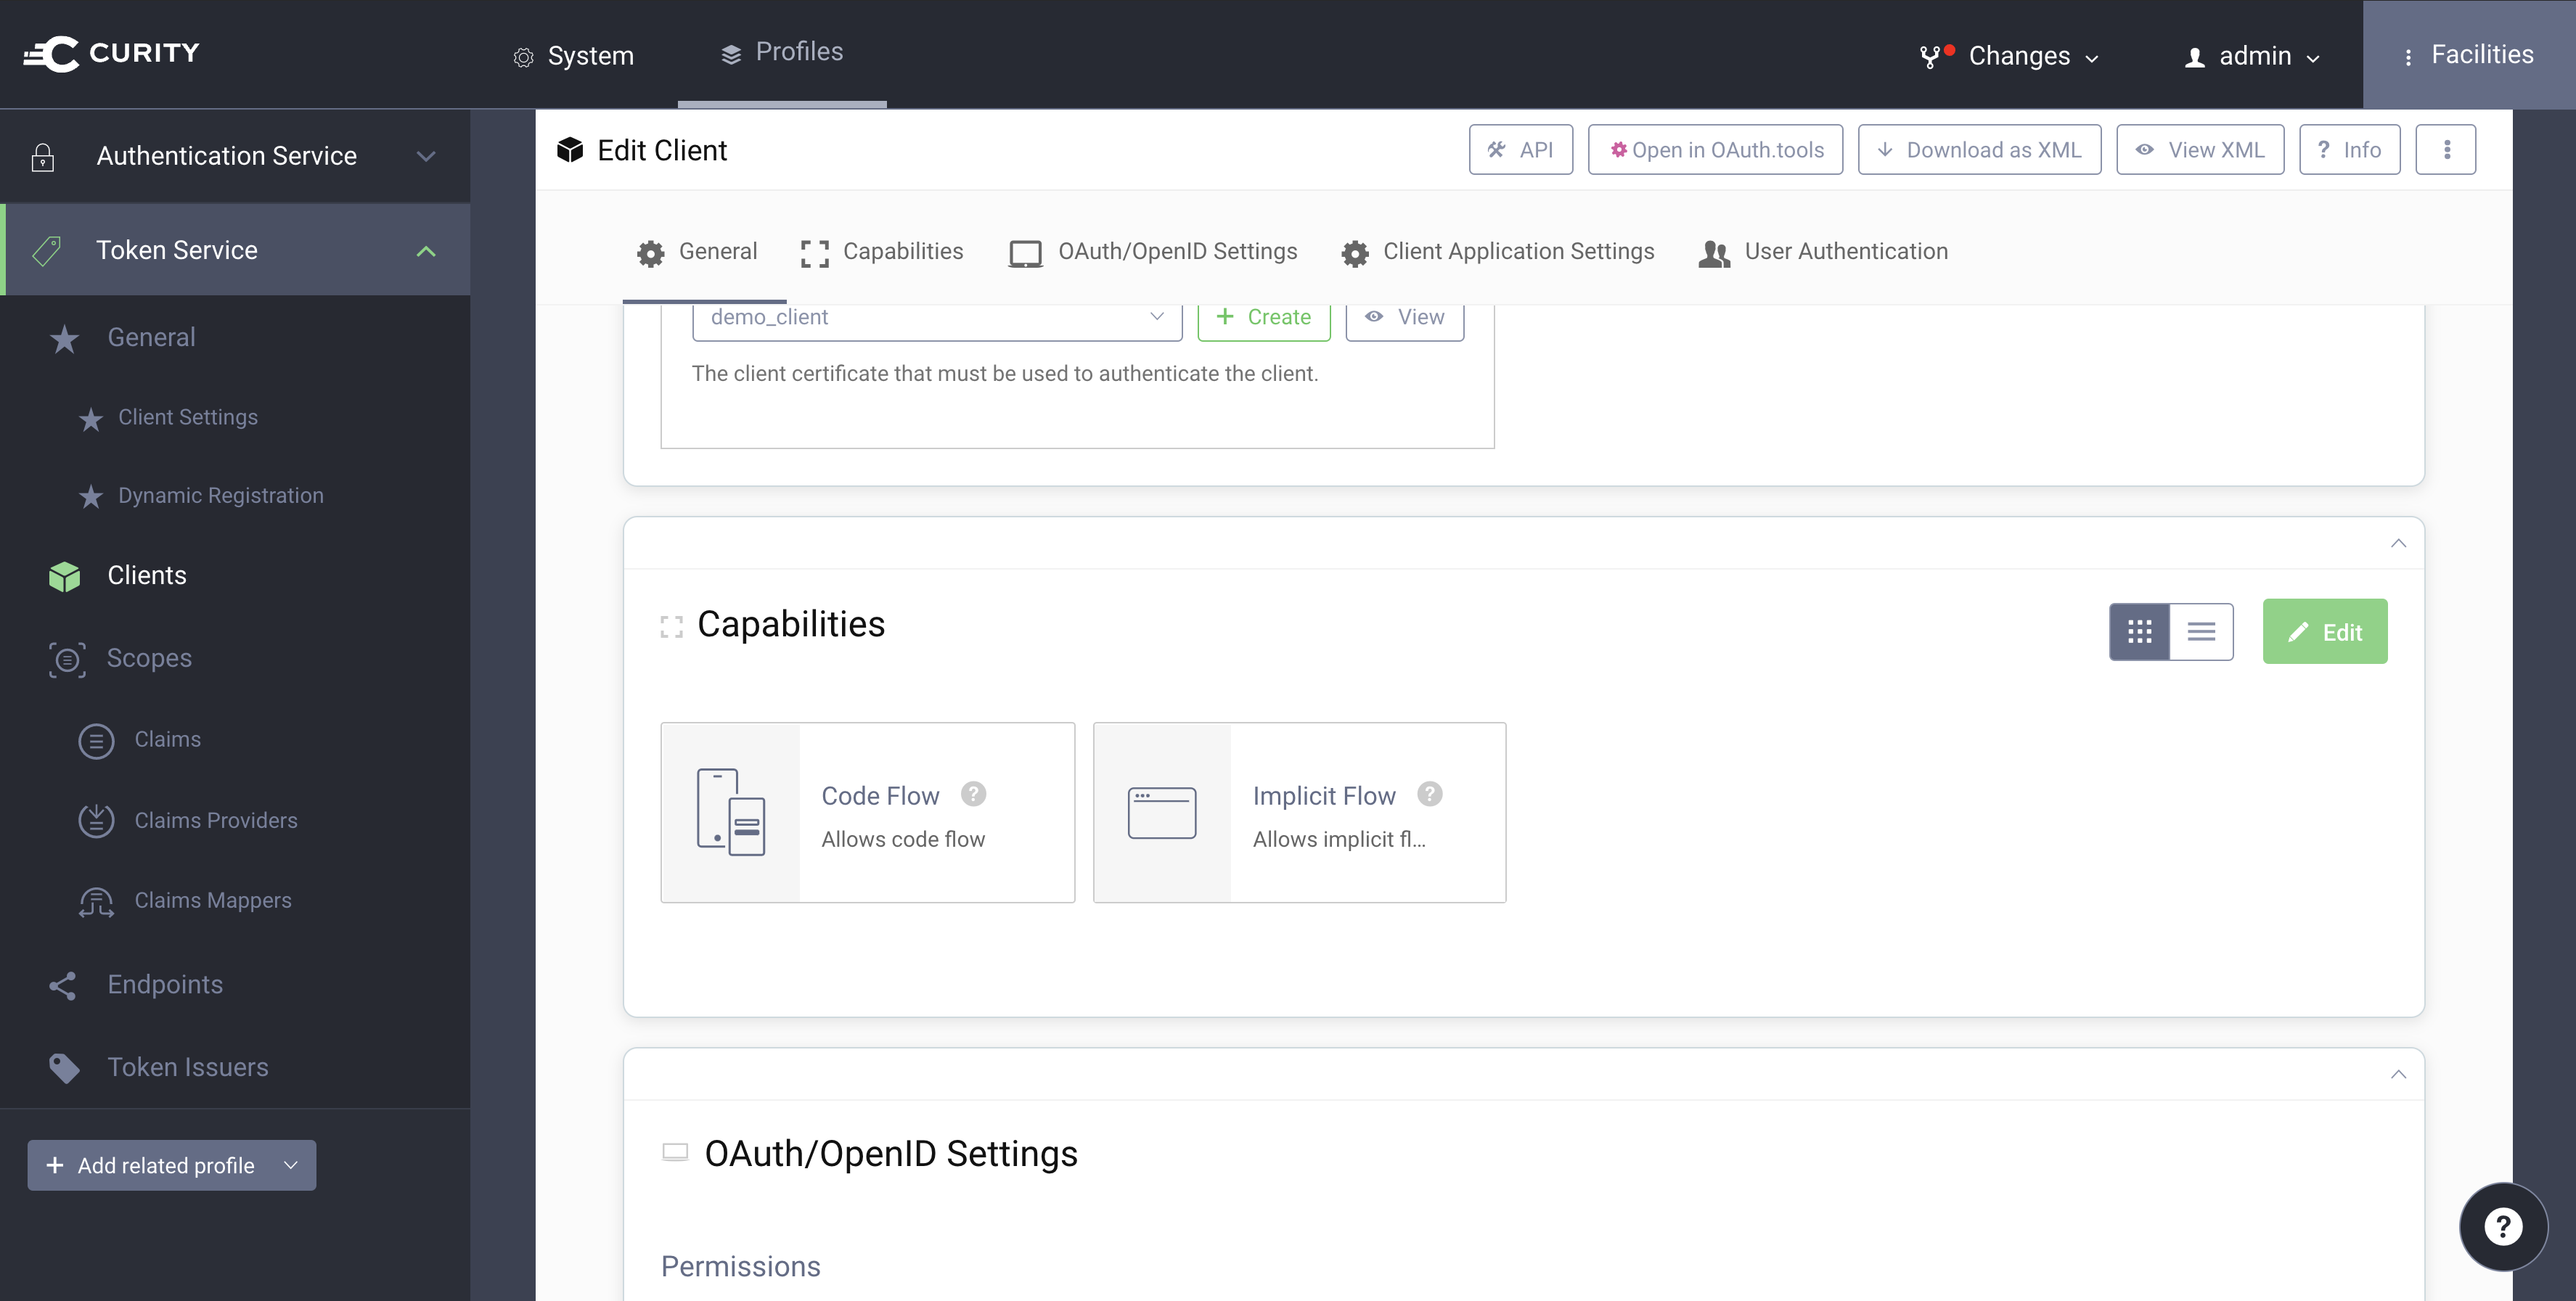 CURITY
System
Profiles
Changes
admin
Facilities
Authentication Service
Token Service
General
Client Settings
Dynamic Registration
Clients
Scopes
Claims
Claims Providers
Claims Mappers
Endpoints
Token Issuers
+ Add related profile
Edit Client
API
Open in OAuth.tools
Download as XML
View XML
? Info
General
Capabilities
OAuth/OpenID Settings
Client Application Settings
User Authentication
demo_client
+ Create
View
The client certificate that must be used to authenticate the client.
Capabilities
Edit
Code Flow ?
Allows code flow
Implicit Flow ?
Allows implicit fl...
OAuth/OpenID Settings
Permissions
?